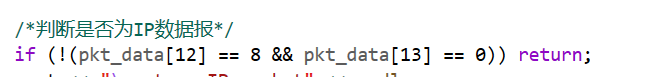 /*判断是否为IP数据报*/
if (!(pkt_data[12] == 8 && pkt_data[13] == 0)) return;